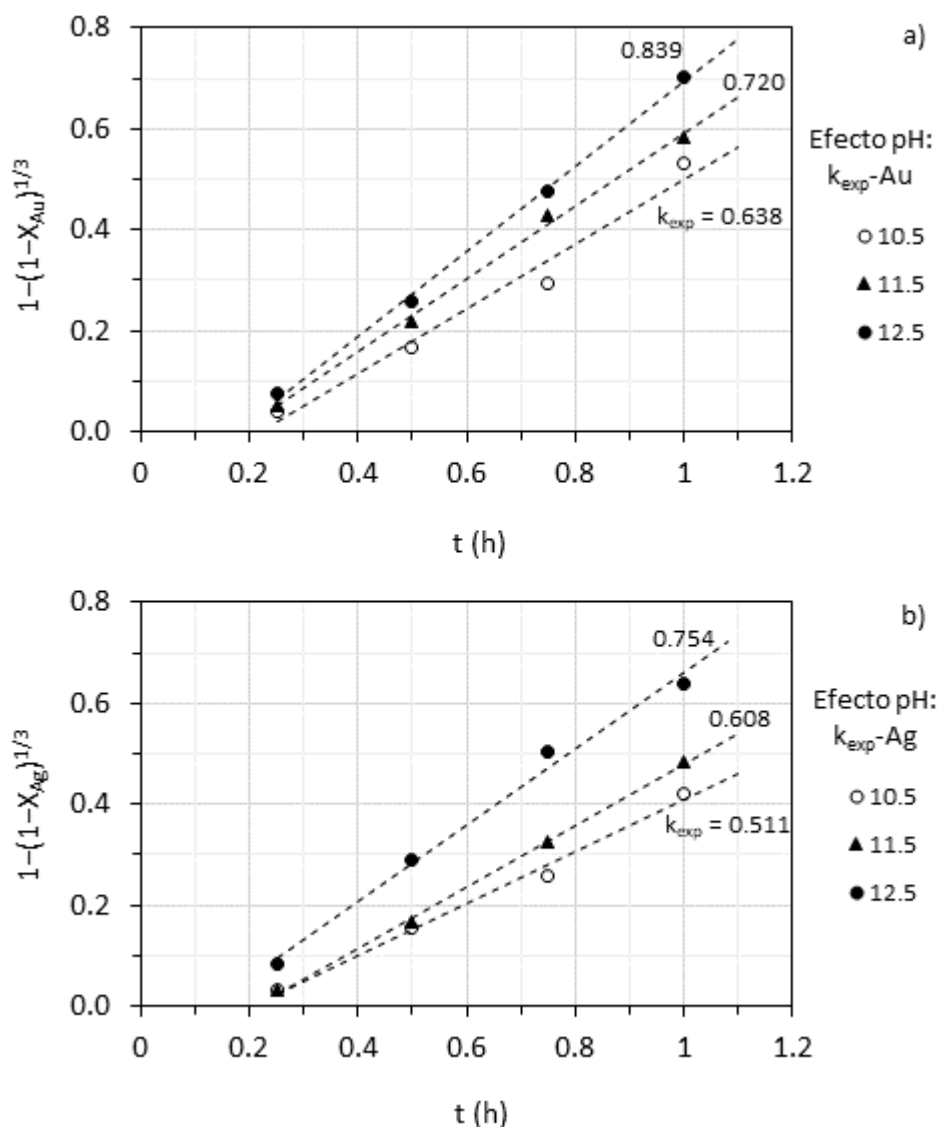 a)
1−(1−X_Au)^1/3
0.8
0.6
0.4
0.2
0.0
0.839
0.720
k_exp = 0.638
Efecto pH:
k_exp-Au
10.5
11.5
12.5
0 0.2 0.4 0.6 0.8 1 1.2
t (h)
b)
1−(1−X_Ag)^1/3
0.8
0.6
0.4
0.2
0.0
0.754
0.608
k_exp = 0.511
Efecto pH:
k_exp-Ag
10.5
11.5
12.5
0 0.2 0.4 0.6 0.8 1 1.2
t (h)